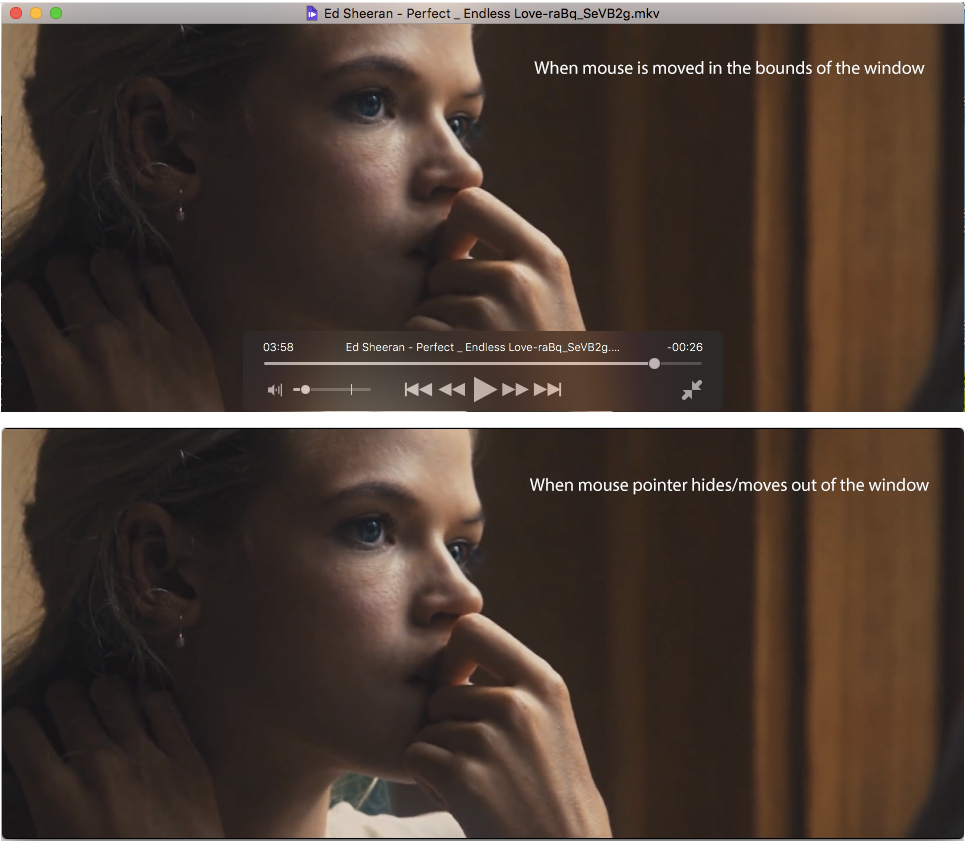 Ed Sheeran - Perfect _ Endless Love-raBq_SeVB2g.mkv
When mouse is moved in the bounds of the window
03:58 Ed Sheeran - Perfect _ Endless Love-raBq_SeVB2g.... -00:26
When mouse pointer hides/moves out of the window